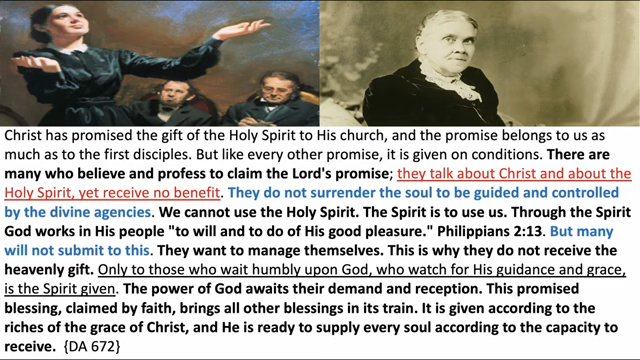 Christ has promised the gift of the Holy Spirit to His church, and the promise belongs to us as
much as to the first disciples. But like every other promise, it is given on conditions. There are
many who believe and profess to claim the Lord's promise; they talk about Christ and about the
Holy Spirit, yet receive no benefit. They do not surrender the soul to be guided and controlled
by the divine agencies. We cannot use the Holy Spirit. The Spirit is to use us. Through the Spirit
God works in His people "to will and to do of His good pleasure." Philippians 2:13. But many
will not submit to this. They want to manage themselves. This is why they do not receive the
heavenly gift. Only to those who wait humbly upon God, who watch for His guidance and grace,
is the Spirit given. The power of God awaits their demand and reception. This promised
blessing, claimed by faith, brings all other blessings in its train. It is given according to the
riches of the grace of Christ, and He is ready to supply every soul according to the capacity to
receive. {DA 672}